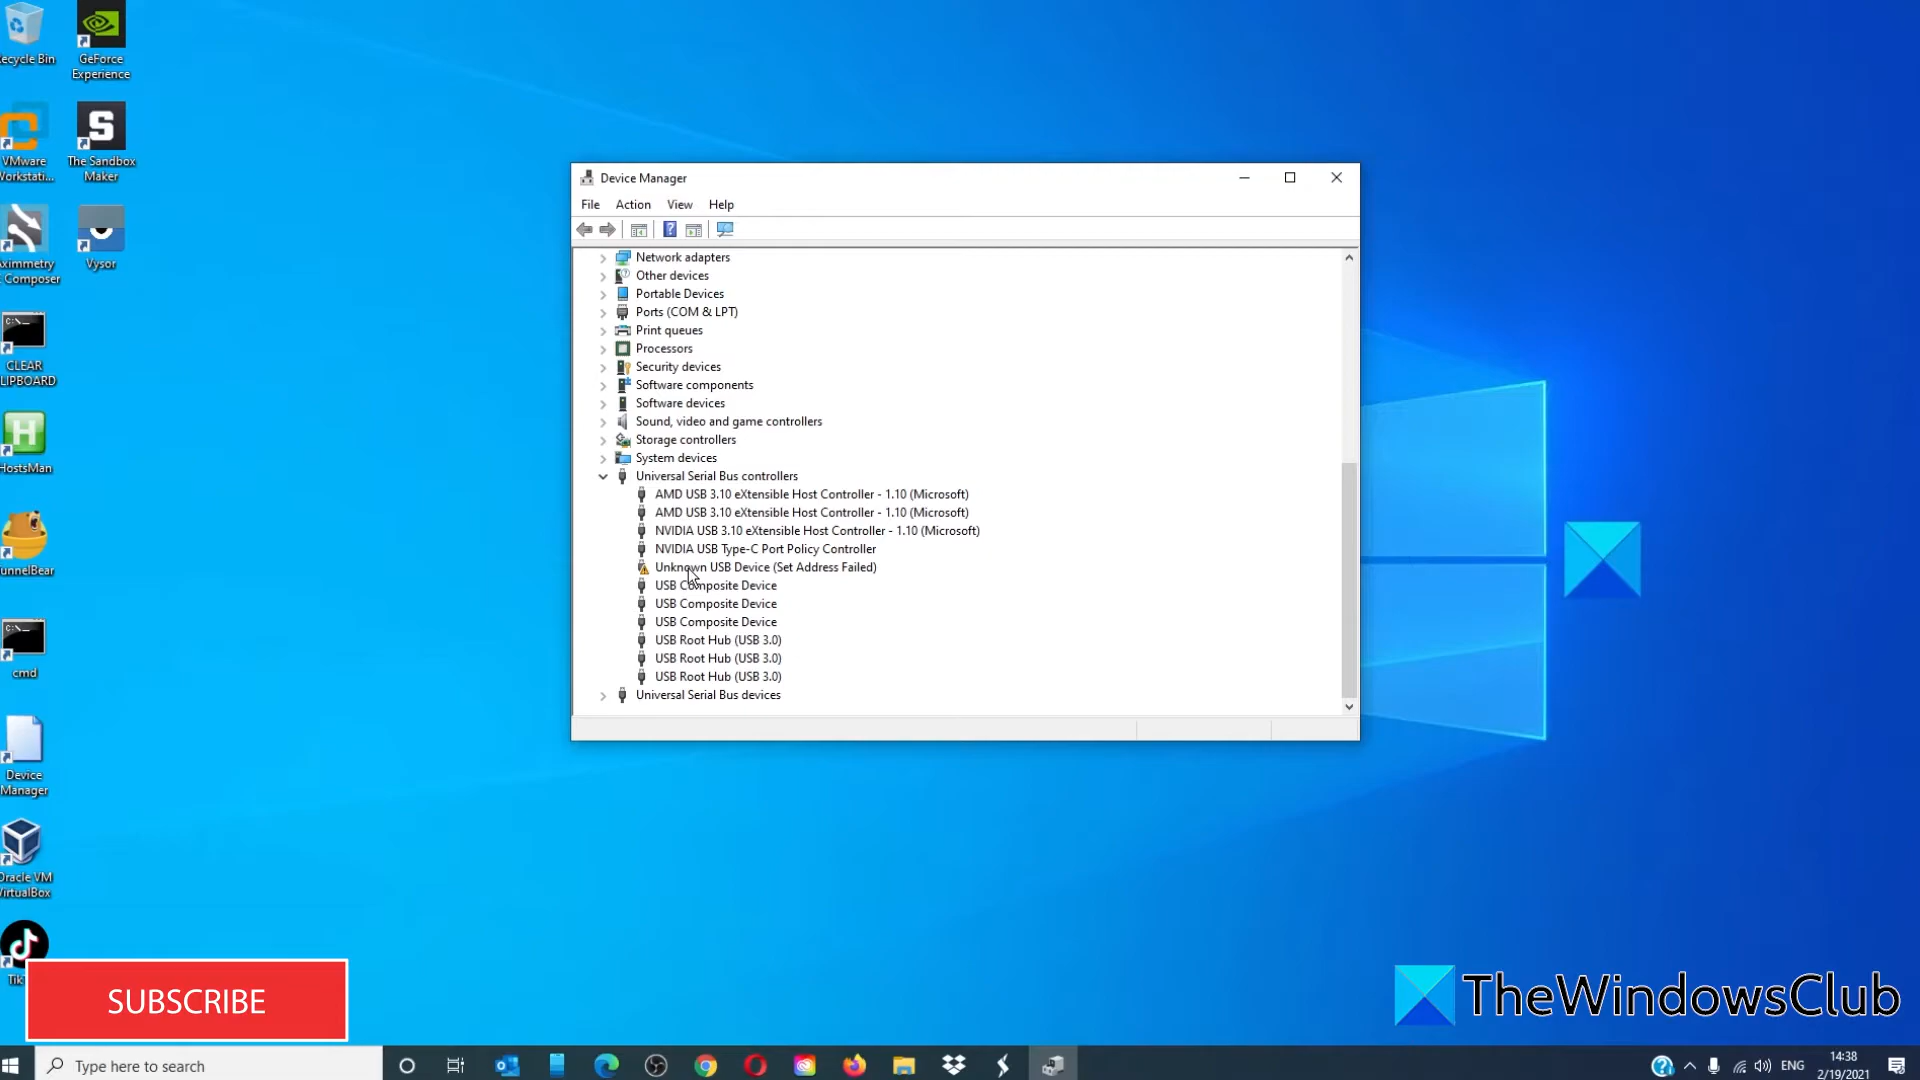 ecycle Bin
GeForce
Experience
VMware
Workstati...
S
The Sandbox
Maker
ximmetry
Composer
Vysor
C:\_
CLEAR
LIPBOARD
H
HostsMan
unnelBear
C:\_
cmd
Device
Manager
Oracle VM
VirtualBox
Tik
SUBSCRIBE
Device Manager
File Action View Help
Network adapters
Other devices
Portable Devices
Ports (COM & LPT)
Print queues
Processors
Security devices
Software components
Software devices
Sound, video and game controllers
Storage controllers
System devices
Universal Serial Bus controllers
AMD USB 3.10 eXtensible Host Controller - 1.10 (Microsoft)
AMD USB 3.10 eXtensible Host Controller - 1.10 (Microsoft)
NVIDIA USB 3.10 eXtensible Host Controller - 1.10 (Microsoft)
NVIDIA USB Type-C Port Policy Controller
Unknown USB Device (Set Address Failed)
USB Composite Device
USB Composite Device
USB Composite Device
USB Root Hub (USB 3.0)
USB Root Hub (USB 3.0)
USB Root Hub (USB 3.0)
Universal Serial Bus devices
TheWindowsClub
Type here to search
ENG
14:38
2/19/2021